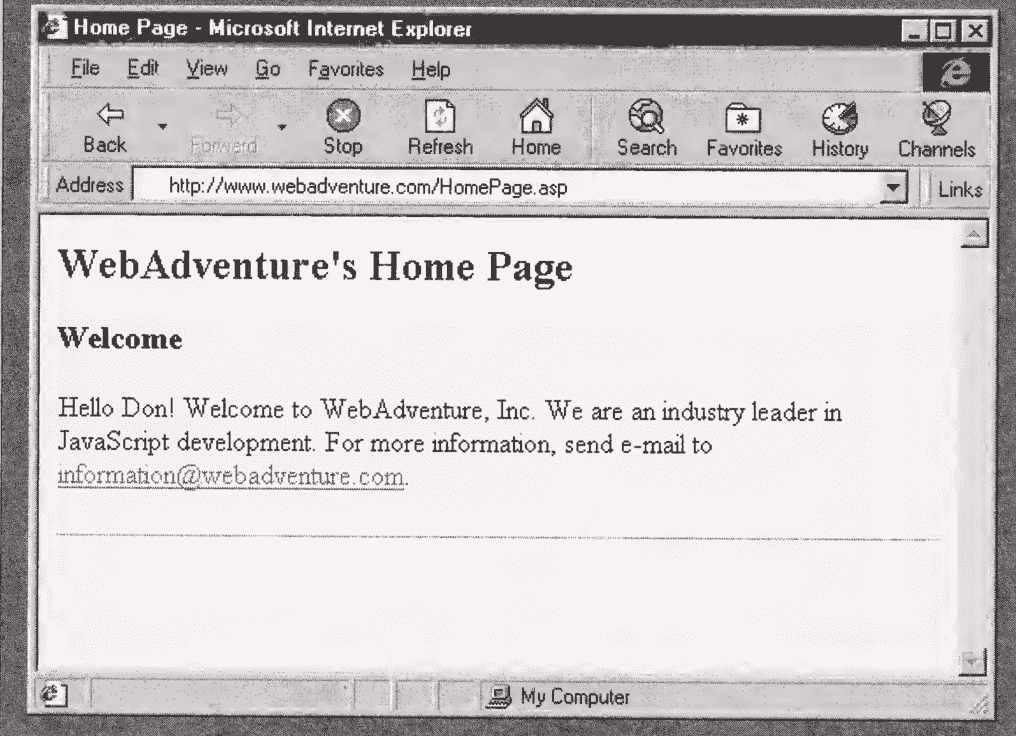 Home Page - Microsoft Internet Explorer
File Edit View Go Favorites Help
Back Forward Stop Refresh Home Search Favorites History Channels
Address http://www.webadventure.com/HomePage.asp Links
WebAdventure's Home Page
Welcome
Hello Don! Welcome to WebAdventure, Inc. We are an industry leader in
JavaScript development. For more information, send e-mail to
information@webadventure.com.
My Computer